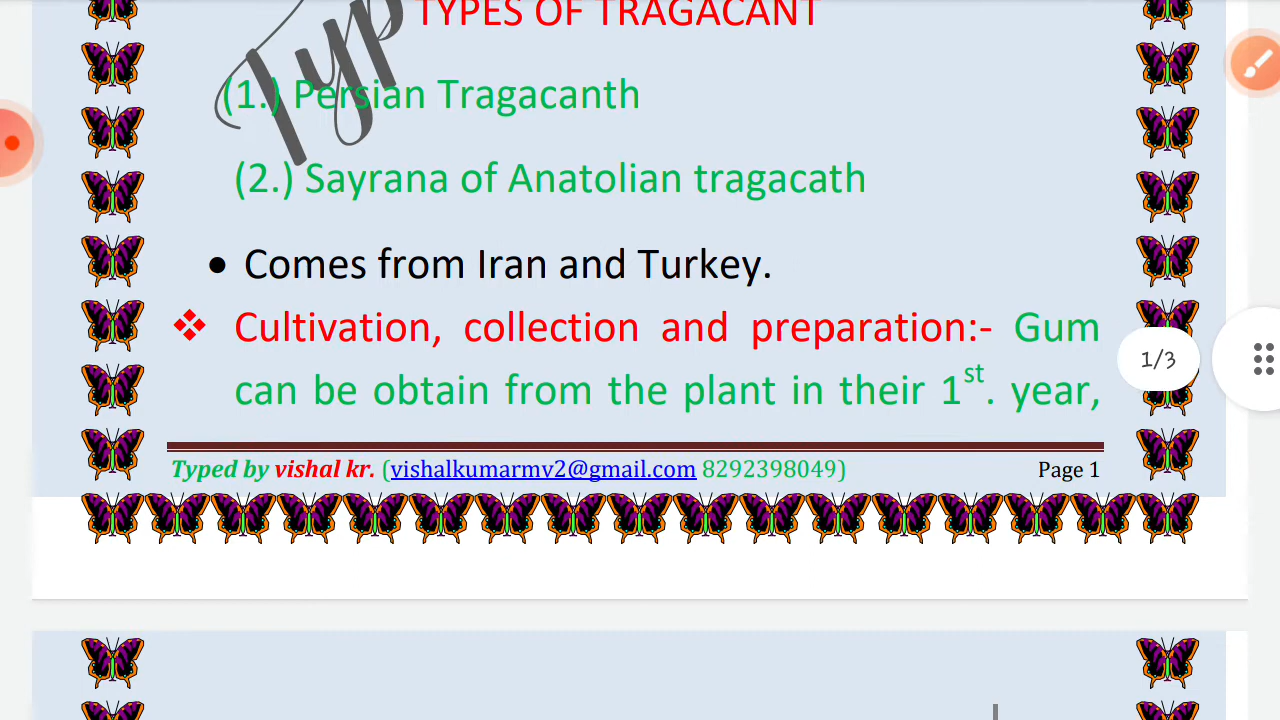 TYPES OF TRAGACANT
Typ
(1.) Persian Tragacanth
(2.) Sayrana of Anatolian tragacath
• Comes from Iran and Turkey.
❖ Cultivation, collection and preparation:- Gum
can be obtain from the plant in their 1st. year,
1/3
Typed by vishal kr. (vishalkumarmv2@gmail.com 8292398049) Page 1